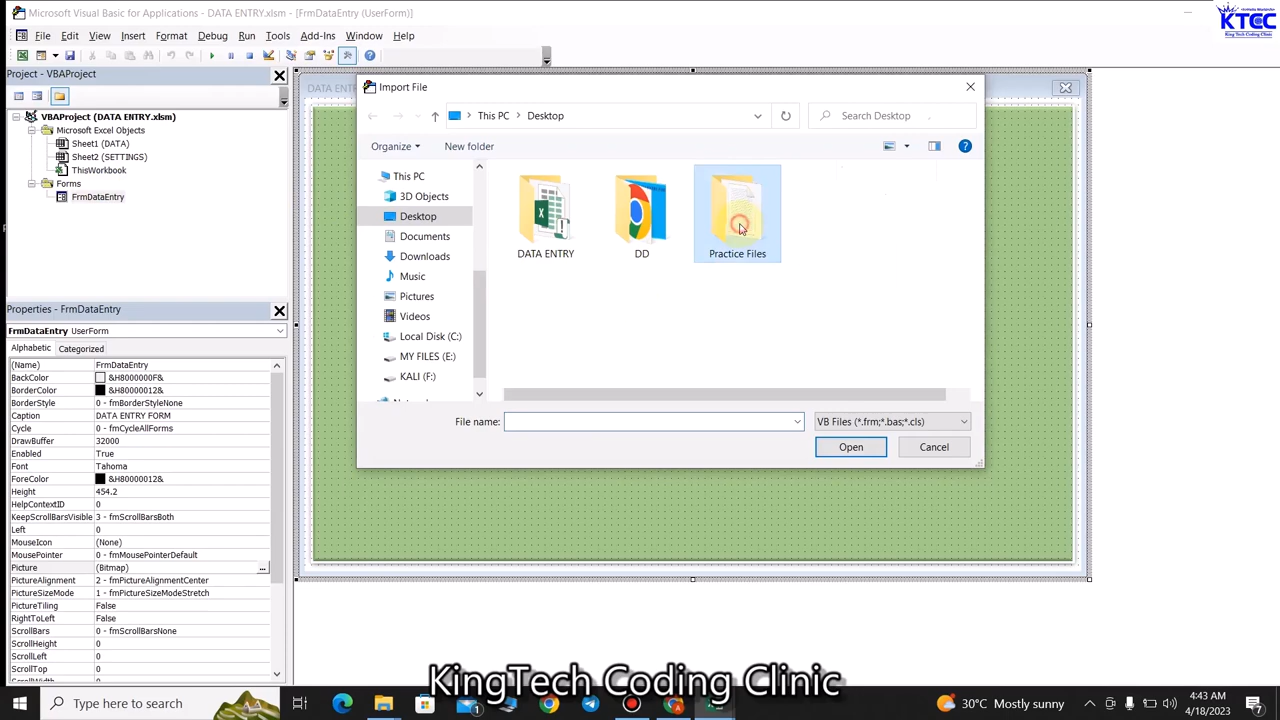 Microsoft Visual Basic for Applications - DATA ENTRY.xlsm - [FrmDataEntry (UserForm)]
KTCC
King Tech Coding Clinic
File Edit View Insert Format Debug Run Tools Add-Ins Window Help
Project - VBAProject
VBAProject (DATA ENTRY.xlsm)
Microsoft Excel Objects
Sheet1 (DATA)
Sheet2 (SETTINGS)
ThisWorkbook
Forms
FrmDataEntry
Properties - FrmDataEntry
FrmDataEntry UserForm
Alphabetic Categorized
(Name) FrmDataEntry
BackColor &H8000000F&
BorderColor &H80000012&
BorderStyle 0 - fmBorderStyleNone
Caption DATA ENTRY FORM
Cycle 0 - fmCycleAllForms
DrawBuffer 32000
Enabled True
Font Tahoma
ForeColor &H80000012&
Height 454.2
HelpContextID 0
KeepScrollBarsVisible 3 - fmScrollBarsBoth
Left 0
MouseIcon (None)
MousePointer 0 - fmMousePointerDefault
Picture (Bitmap) ...
PictureAlignment 2 - fmPictureAlignmentCenter
PictureSizeMode 1 - fmPictureSizeModeStretch
PictureTiling False
RightToLeft False
ScrollBars 0 - fmScrollBarsNone
ScrollHeight 0
ScrollLeft 0
ScrollTop 0
Import File
This PC Desktop
Search Desktop
Organize New folder
This PC
3D Objects
Desktop
Documents
Downloads
Music
Pictures
Videos
Local Disk (C:)
MY FILES (E:)
KALI (F:)
DATA ENTRY DD Practice Files
File name: VB Files (*.frm;*.bas;*.cls)
Open Cancel
KingTech Coding Clinic
Type here to search
30°C Mostly sunny
4:43 AM
4/18/2023